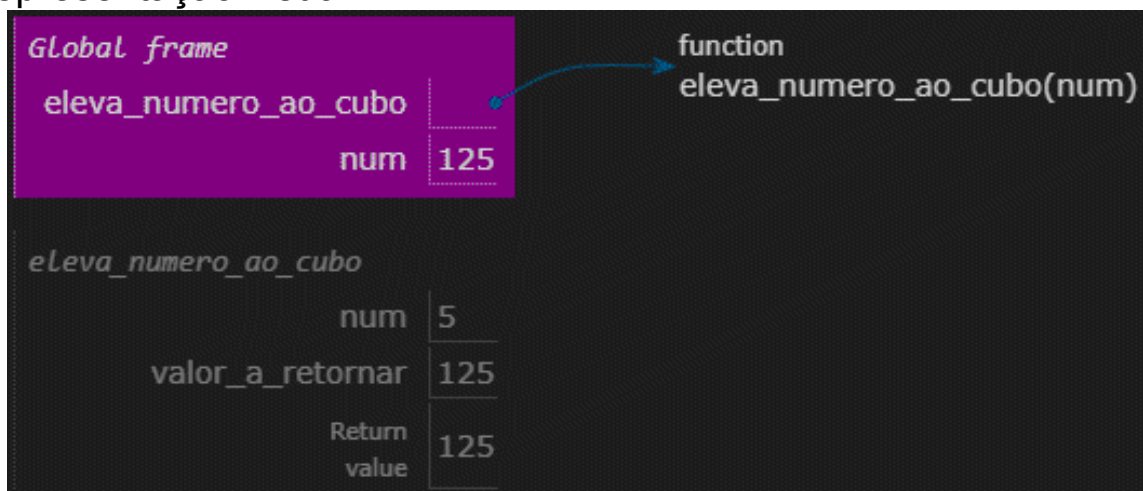 Global frame
function
eleva_numero_ao_cubo
eleva_numero_ao_cubo(num)
num 125
eleva_numero_ao_cubo
num 5
valor_a_retornar 125
Return
value 125